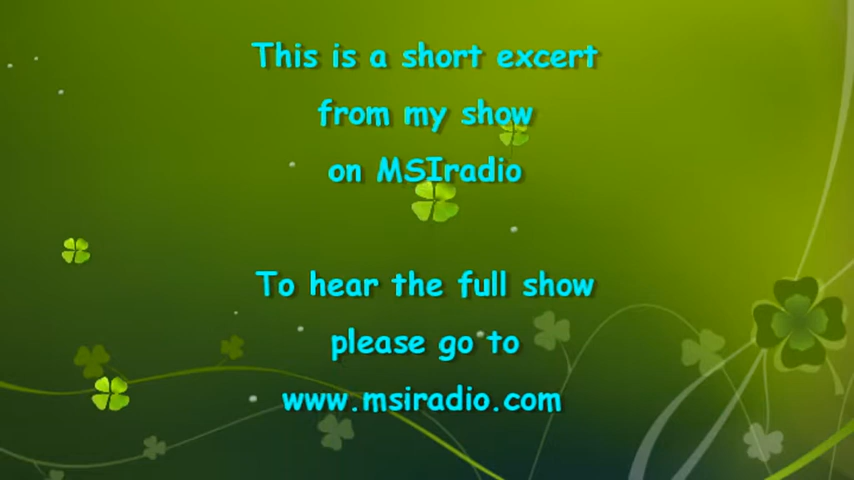 This is a short excert
from my show
on MSIradio
To hear the full show
please go to
www.msiradio.com